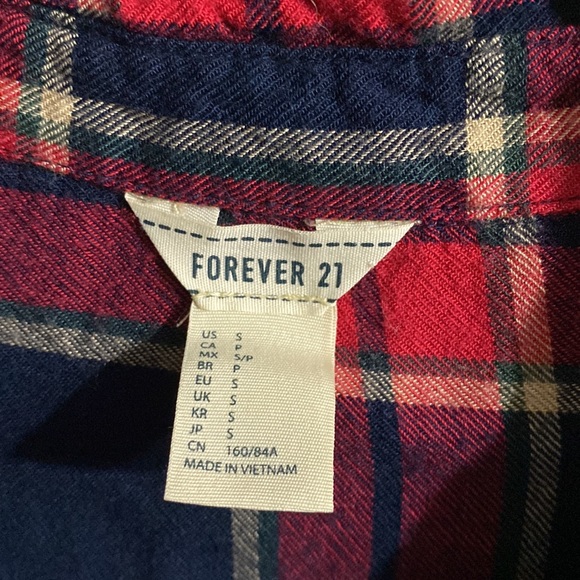 FOREVER 21
US S
CA P
MX S/P
BR P
EU S
UK S
KR S
JP S
CN 160/84A
MADE IN VIETNAM